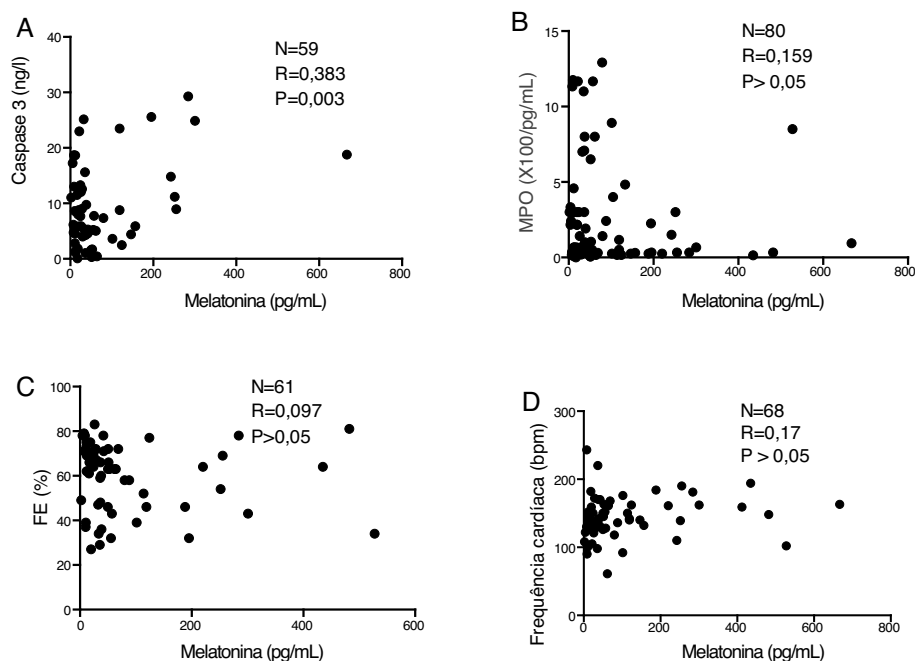 A
N=59
R=0,383
P=0,003
Caspase 3 (ng/l)
40
30
20
10
0
0 200 400 600 800
Melatonina (pg/mL)
B
N=80
R=0,159
P> 0,05
MPO (X100/pg/mL)
15
10
5
0
0 200 400 600 800
Melatonina (pg/mL)
C
N=61
R=0,097
P>0,05
FE (%)
100
80
60
40
20
0
0 200 400 600
Melatonina (pg/mL)
D
N=68
R=0,17
P > 0,05
Frequência cardíaca (bpm)
300
200
100
0
0 200 400 600 800
Melatonina (pg/mL)